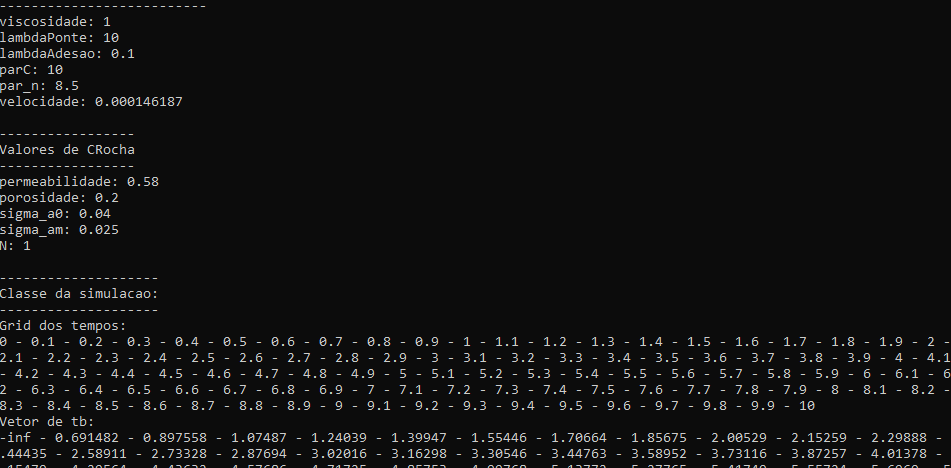 --------------------------
viscosidade: 1
lambdaPonte: 10
lambdaAdesao: 0.1
parC: 10
par_n: 8.5
velocidade: 0.000146187
-----------------
Valores de CRocha
-----------------
permeabilidade: 0.58
porosidade: 0.2
sigma_a0: 0.04
sigma_am: 0.025
N: 1
--------------------
Classe da simulacao:
--------------------
Grid dos tempos:
0 - 0.1 - 0.2 - 0.3 - 0.4 - 0.5 - 0.6 - 0.7 - 0.8 - 0.9 - 1 - 1.1 - 1.2 - 1.3 - 1.4 - 1.5 - 1.6 - 1.7 - 1.8 - 1.9 - 2 -
2.1 - 2.2 - 2.3 - 2.4 - 2.5 - 2.6 - 2.7 - 2.8 - 2.9 - 3 - 3.1 - 3.2 - 3.3 - 3.4 - 3.5 - 3.6 - 3.7 - 3.8 - 3.9 - 4 - 4.1
- 4.2 - 4.3 - 4.4 - 4.5 - 4.6 - 4.7 - 4.8 - 4.9 - 5 - 5.1 - 5.2 - 5.3 - 5.4 - 5.5 - 5.6 - 5.7 - 5.8 - 5.9 - 6 - 6.1 - 6
2 - 6.3 - 6.4 - 6.5 - 6.6 - 6.7 - 6.8 - 6.9 - 7 - 7.1 - 7.2 - 7.3 - 7.4 - 7.5 - 7.6 - 7.7 - 7.8 - 7.9 - 8 - 8.1 - 8.2 -
8.3 - 8.4 - 8.5 - 8.6 - 8.7 - 8.8 - 8.9 - 9 - 9.1 - 9.2 - 9.3 - 9.4 - 9.5 - 9.6 - 9.7 - 9.8 - 9.9 - 10
Vetor de tb:
-inf - 0.691482 - 0.897558 - 1.07487 - 1.24039 - 1.39947 - 1.55446 - 1.70664 - 1.85675 - 2.00529 - 2.15259 - 2.29888 -
.44435 - 2.58911 - 2.73328 - 2.87694 - 3.02016 - 3.16298 - 3.30546 - 3.44763 - 3.58952 - 3.73116 - 3.87257 - 4.01378 -